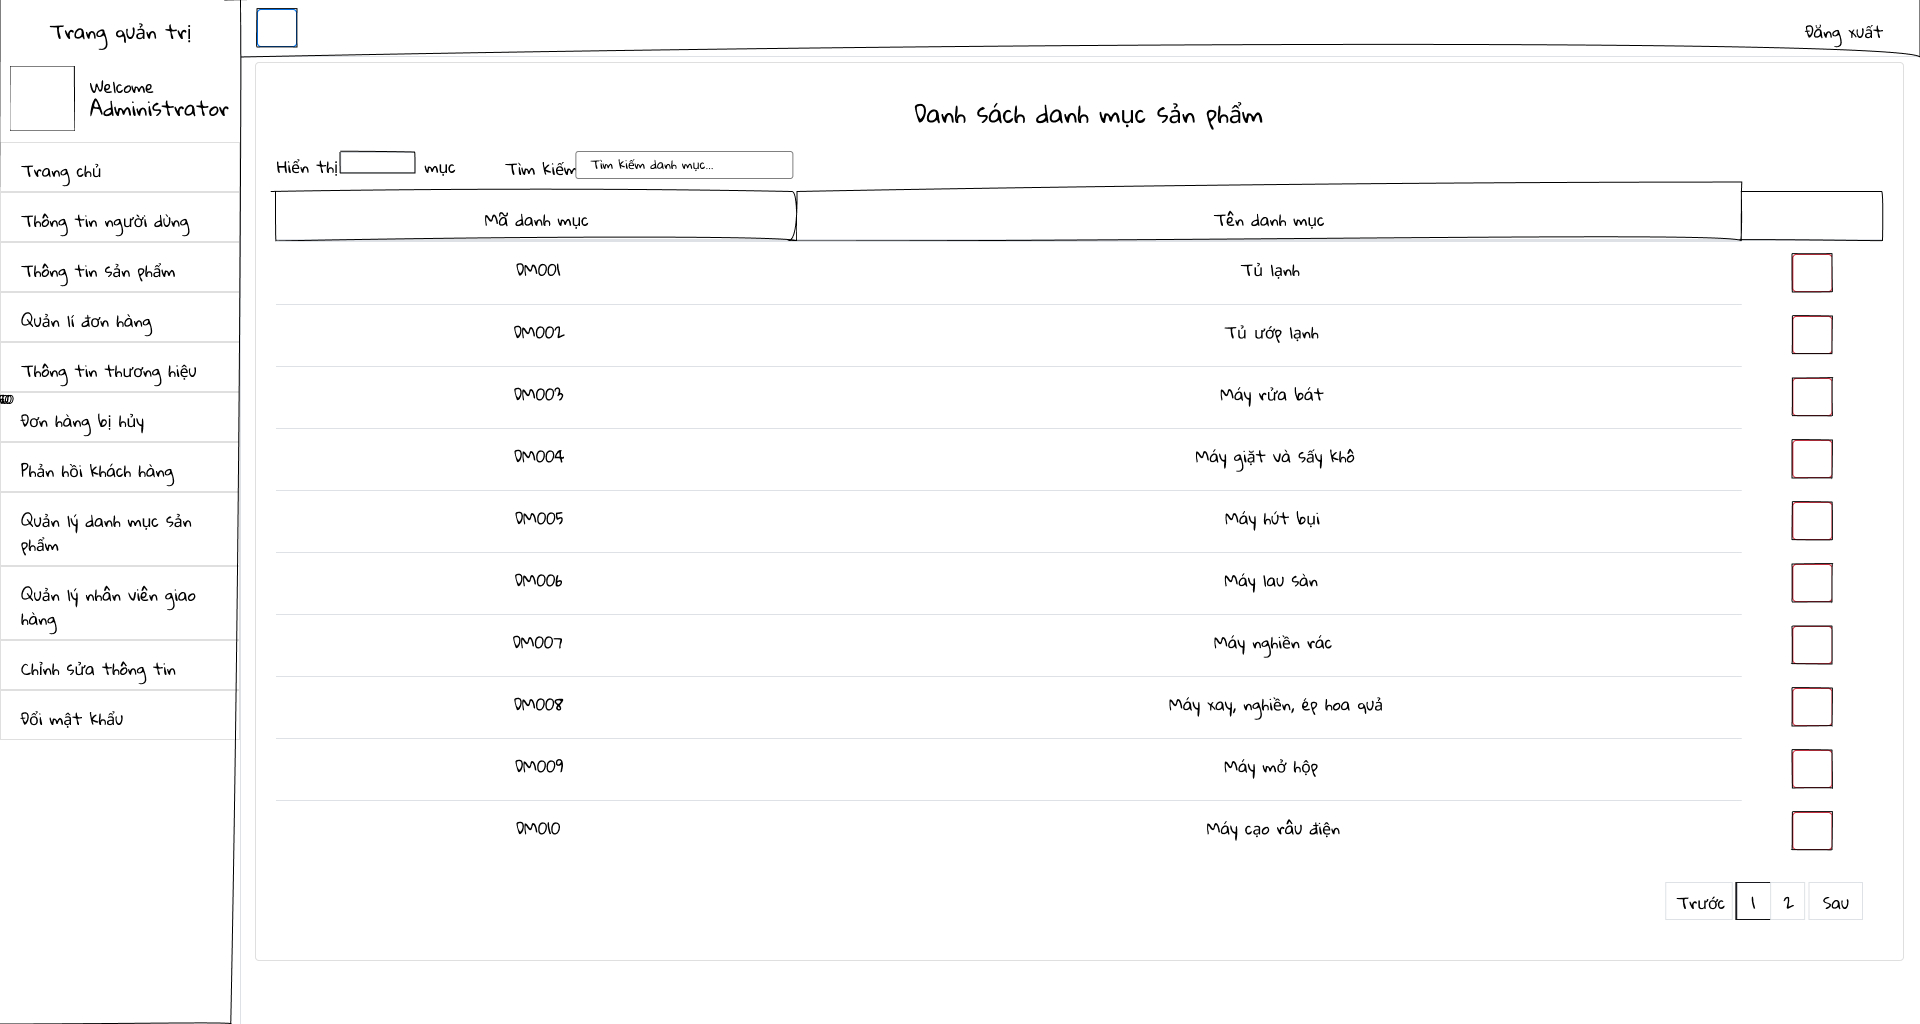 Trang quản trị
Đăng xuất
Welcome
Administrator
Trang chủ
Thông tin người dùng
Thông tin sản phẩm
Quản lí đơn hàng
Thông tin thương hiệu
Đơn hàng bị hủy
Phản hồi khách hàng
Quản lý danh mục sản
phẩm
Quản lý nhân viên giao
hàng
Chỉnh sửa thông tin
Đổi mật khẩu
Danh sách danh mục sản phẩm
Hiển thị mục Tìm kiếm Tìm kiếm danh mục...
Mã danh mục Tên danh mục
DM001 Tủ lạnh
DM002 Tủ ướp lạnh
DM003 Máy rửa bát
DM004 Máy giặt và sấy khô
DM005 Máy hút bụi
DM006 Máy lau sàn
DM007 Máy nghiền rác
DM008 Máy xay, nghiền, ép hoa quả
DM009 Máy mở hộp
DM010 Máy cạo râu điện
Trước 1 2 Sau